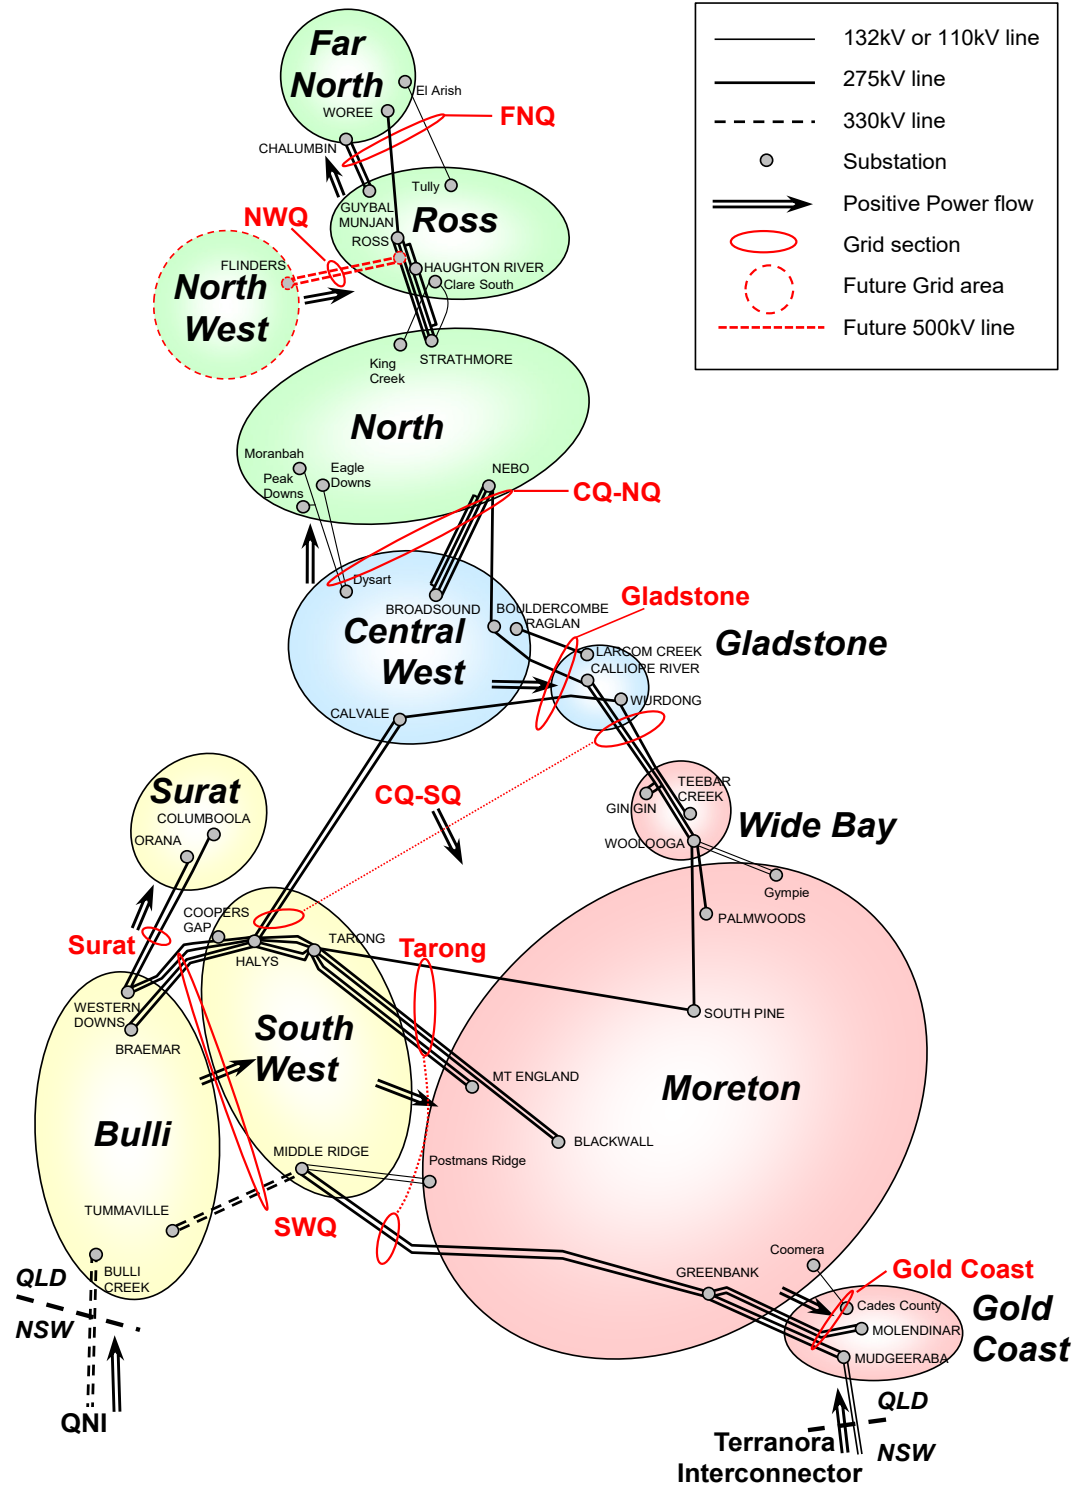 132kV or 110kV line
275kV line
330kV line
Substation
Positive Power flow
Grid section
Future Grid area
Future 500kV line
Far
North
El Arish
WOREE
FNQ
CHALUMBIN
Tully
GUYBAL
MUNJAN
Ross
NWQ
ROSS
FLINDERS
HAUGHTON RIVER
Clare South
North
West
King
Creek
STRATHMORE
North
Moranbah
Eagle
Downs
Peak
Downs
NEBO
CQ-NQ
Dysart
BROADSOUND
BOULDERCOMBE
RAGLAN
Gladstone
Central
West
Gladstone
LARCOM CREEK
CALLIOPE RIVER
WURDONG
CALVALE
Surat
COLUMBOOLA
ORANA
CQ-SQ
TEEBAR
CREEK
GIN GIN
Wide Bay
WOOLOOGA
Gympie
PALMWOODS
COOPERS
GAP
Surat
HALYS
TARONG
Tarong
WESTERN
DOWNS
BRAEMAR
SOUTH PINE
South
West
MT ENGLAND
Moreton
Bulli
BLACKWALL
MIDDLE RIDGE
Postmans Ridge
TUMMAVILLE
SWQ
BULLI
CREEK
QLD
NSW
QNI
Coomera
GREENBANK
Gold Coast
Cades County
Gold
Coast
MOLENDINAR
MUDGEERABA
QLD
NSW
Terranora
Interconnector